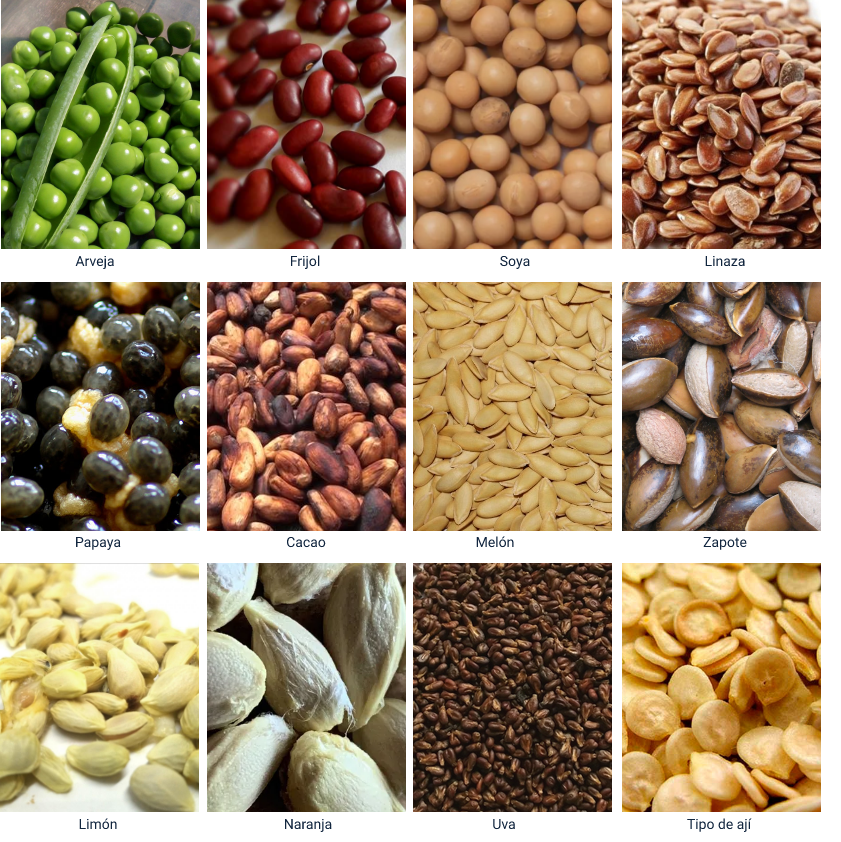 Arveja
Frijol
Soya
Linaza
Papaya
Cacao
Melón
Zapote
Limón
Naranja
Uva
Tipo de ají